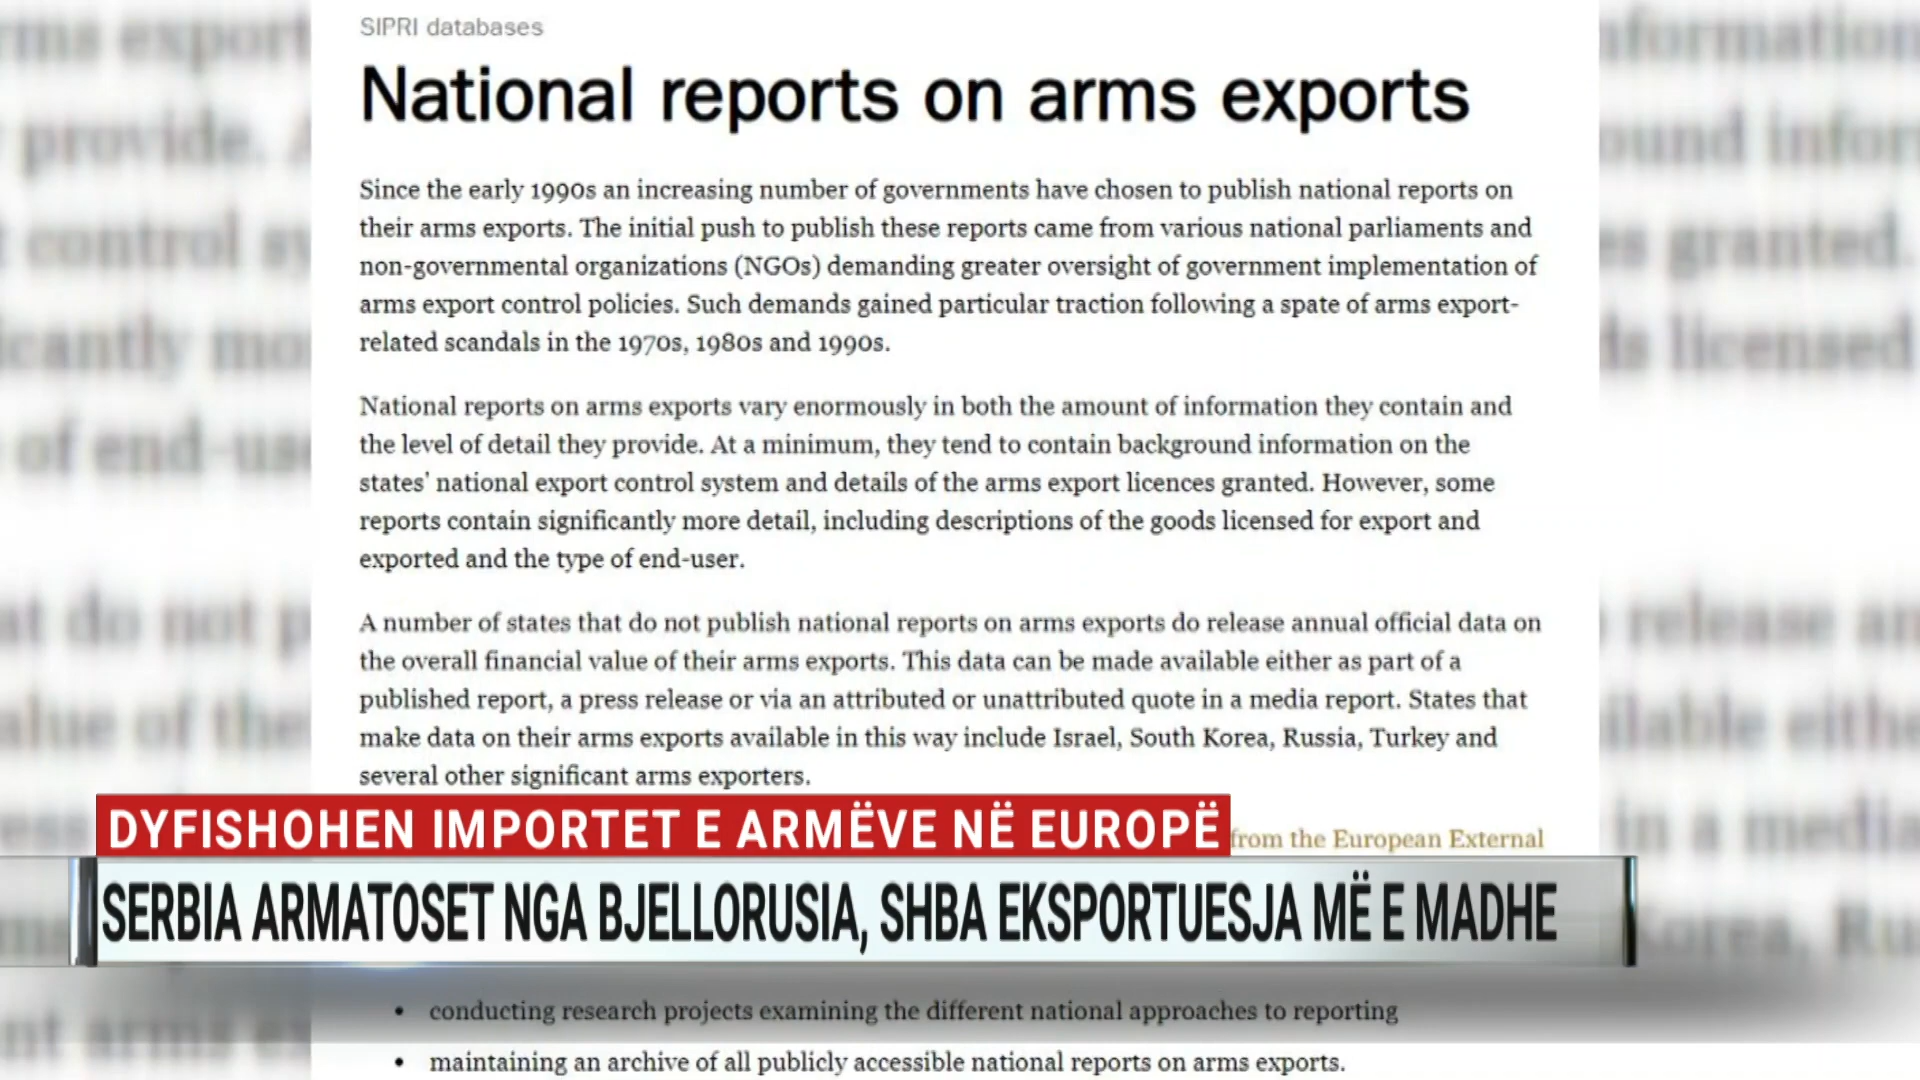 SIPRI databases
National reports on arms exports
Since the early 1990s an increasing number of governments have chosen to publish national reports on
their arms exports. The initial push to publish these reports came from various national parliaments and
non-governmental organizations (NGOs) demanding greater oversight of government implementation of
arms export control policies. Such demands gained particular traction following a spate of arms export-
related scandals in the 1970s, 1980s and 1990s.
National reports on arms exports vary enormously in both the amount of information they contain and
the level of detail they provide. At a minimum, they tend to contain background information on the
states' national export control system and details of the arms export licences granted. However, some
reports contain significantly more detail, including descriptions of the goods licensed for export and
exported and the type of end-user.
A number of states that do not publish national reports on arms exports do release annual official data on
the overall financial value of their arms exports. This data can be made available either as part of a
published report, a press release or via an attributed or unattributed quote in a media report. States that
make data on their arms exports available in this way include Israel, South Korea, Russia, Turkey and
several other significant arms exporters.
DYFISHOHEN IMPORTET E ARMËVE NË EUROPË
from the European External
SERBIA ARMATOSET NGA BJELLORUSIA, SHBA EKSPORTUESJA MË E MADHE
• conducting research projects examining the different national approaches to reporting
• maintaining an archive of all publicly accessible national reports on arms exports.